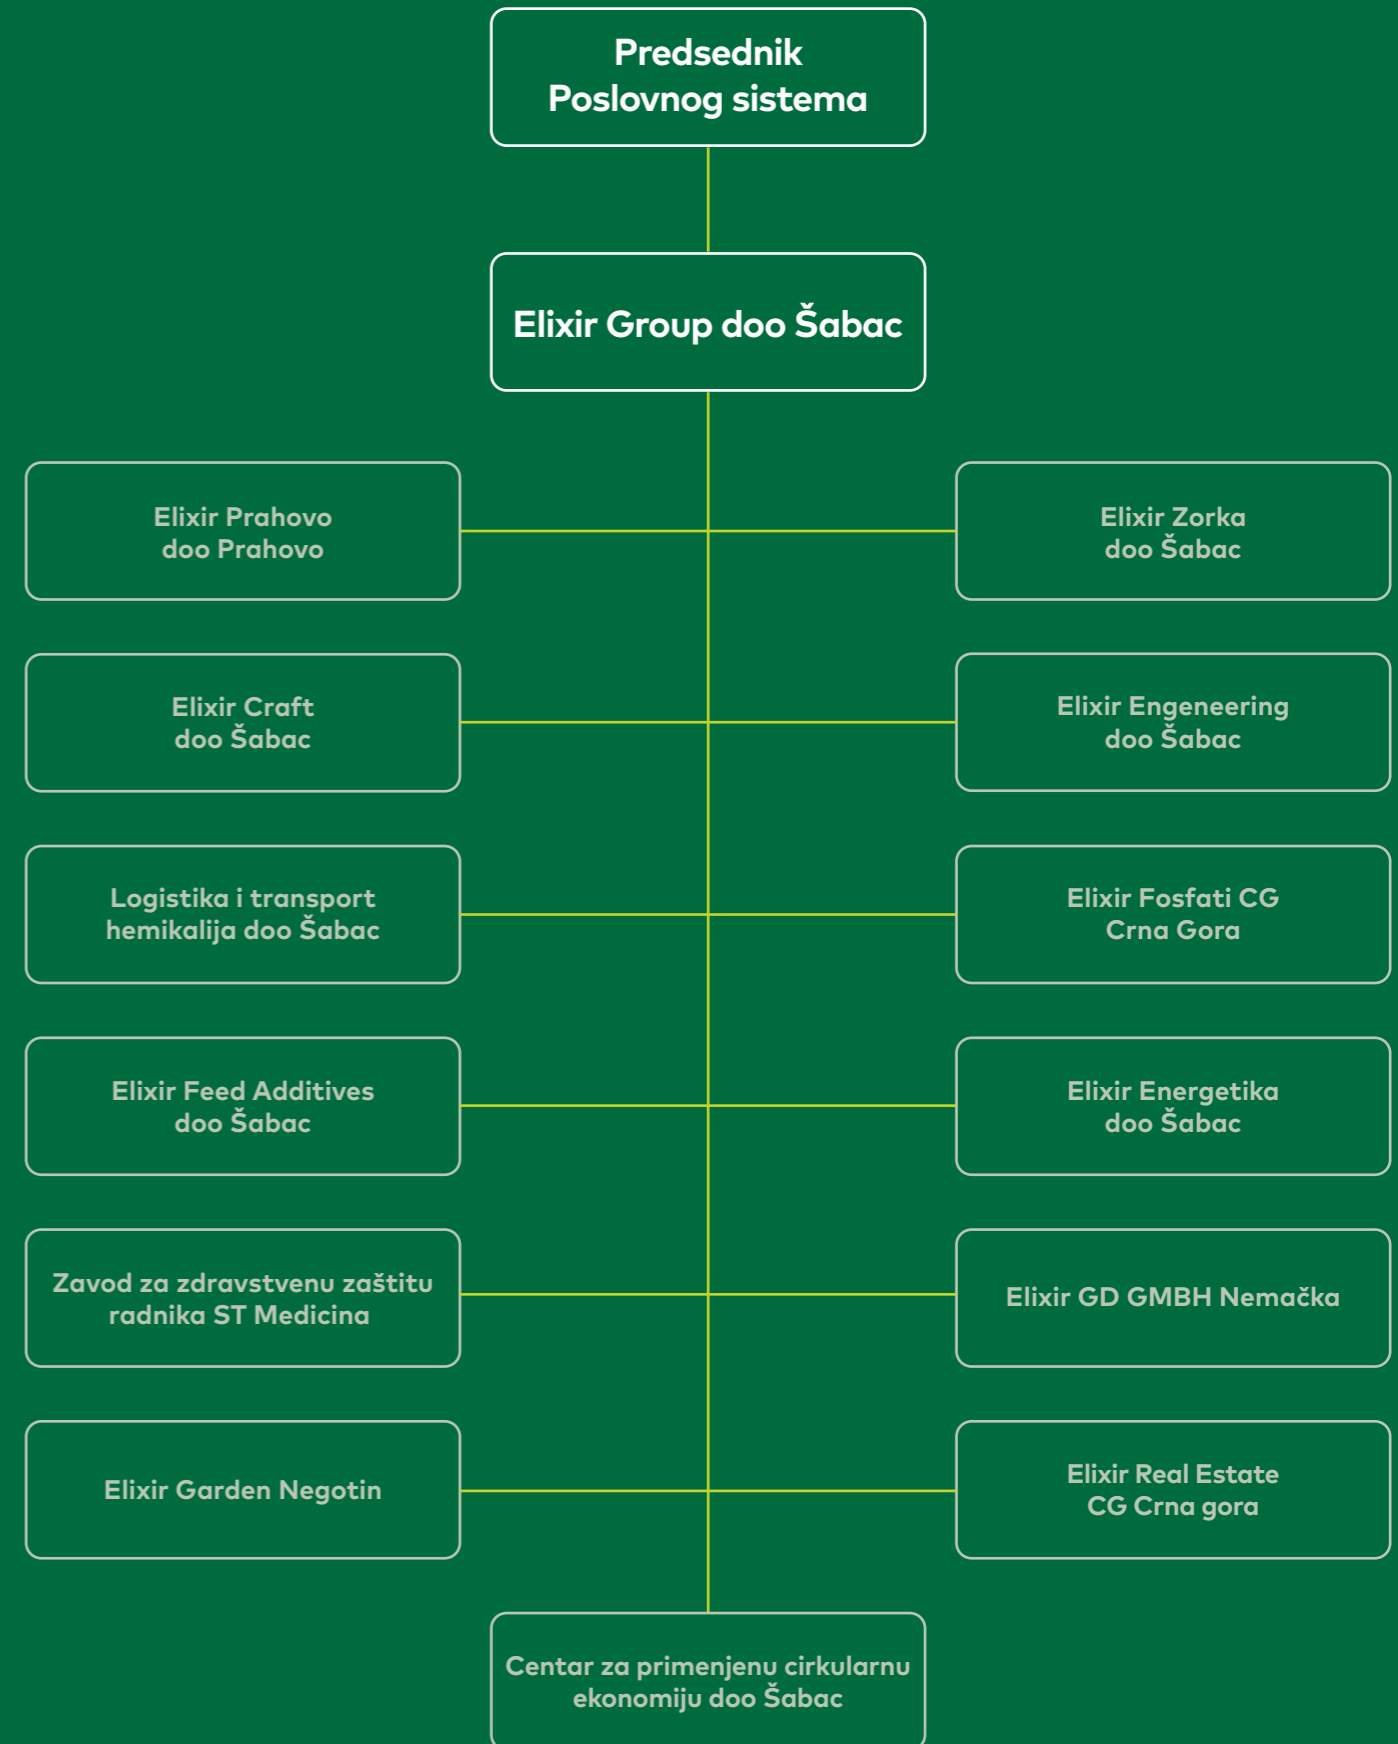 Predsednik
Poslovnog sistema
Elixir Group doo Šabac
Elixir Prahovo
doo Prahovo
Elixir Zorka
doo Šabac
Elixir Craft
doo Šabac
Elixir Engeneering
doo Šabac
Logistika i transport
hemikalija doo Šabac
Elixir Fosfati CG
Crna Gora
Elixir Feed Additives
doo Šabac
Elixir Energetika
doo Šabac
Zavod za zdravstvenu zaštitu
radnika ST Medicina
Elixir GD GMBH Nemačka
Elixir Garden Negotin
Elixir Real Estate
CG Crna gora
Centar za primenjenu cirkularnu
ekonomiju doo Šabac